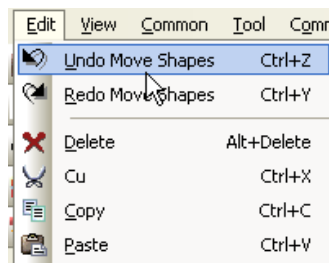 Edit View Common Tool Comm
Undo Move Shapes Ctrl+Z
Redo Move Shapes Ctrl+Y
Delete Alt+Delete
Cu Ctrl+X
Copy Ctrl+C
Paste Ctrl+V